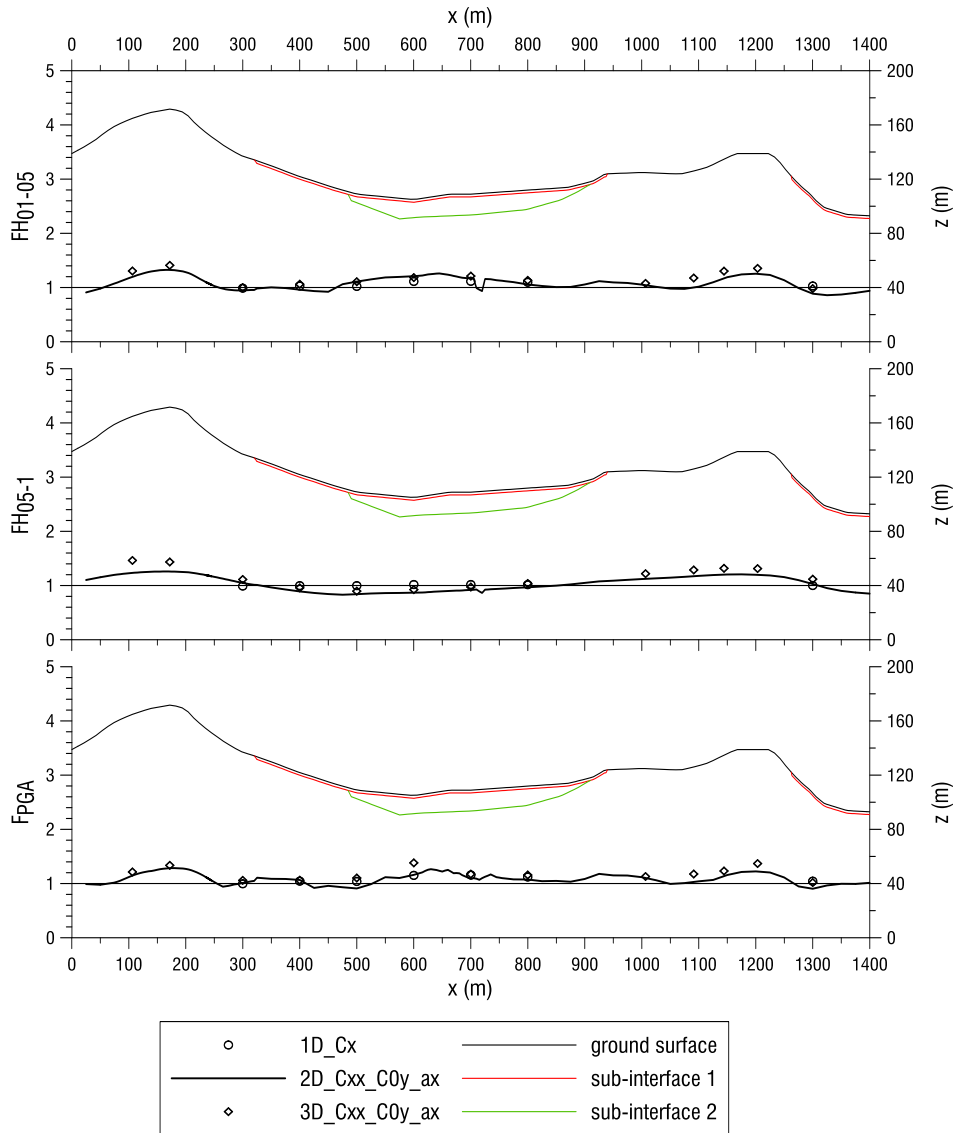 x (m)
0 100 200 300 400 500 600 700 800 900 1000 1100 1200 1300 1400
5 200
4 160
3 120
2 80
1 40
0 0
FH01-05
z (m)
5 200
4 160
3 120
2 80
1 40
0 0
FH05-1
z (m)
5 200
4 160
3 120
2 80
1 40
0 0
FPGA
z (m)
0 100 200 300 400 500 600 700 800 900 1000 1100 1200 1300 1400
x (m)
1D_Cx ground surface
2D_Cxx_C0y_ax sub-interface 1
3D_Cxx_C0y_ax sub-interface 2